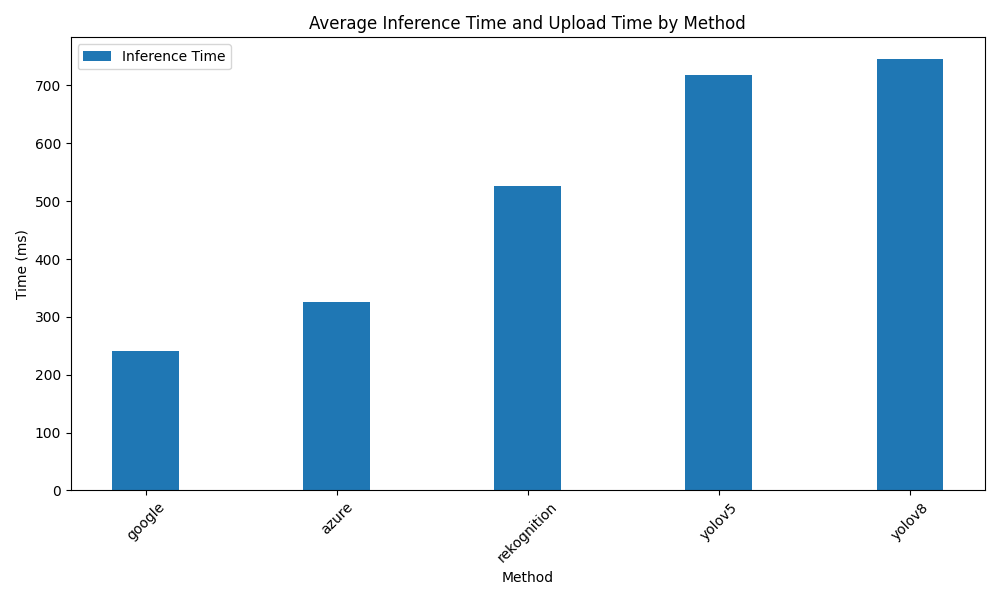 Average Inference Time and Upload Time by Method
Inference Time
Time (ms)
700
600
500
400
300
200
100
0
google
azure
rekognition
yolov5
yolov8
Method